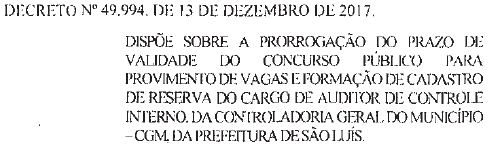 DECRETO Nº 49.994, DE 13 DE DEZEMBRO DE 2017.
DISPÕE SOBRE A PRORROGAÇÃO DO PRAZO DE
VALIDADE DO CONCURSO PÚBLICO PARA
PROVIMENTO DE VAGAS E FORMAÇÃO DE CADASTRO
DE RESERVA DO CARGO DE AUDITOR DE CONTROLE
INTERNO, DA CONTROLADORIA GERAL DO MUNICÍPIO
– CGM, DA PREFEITURA DE SÃO LUÍS.